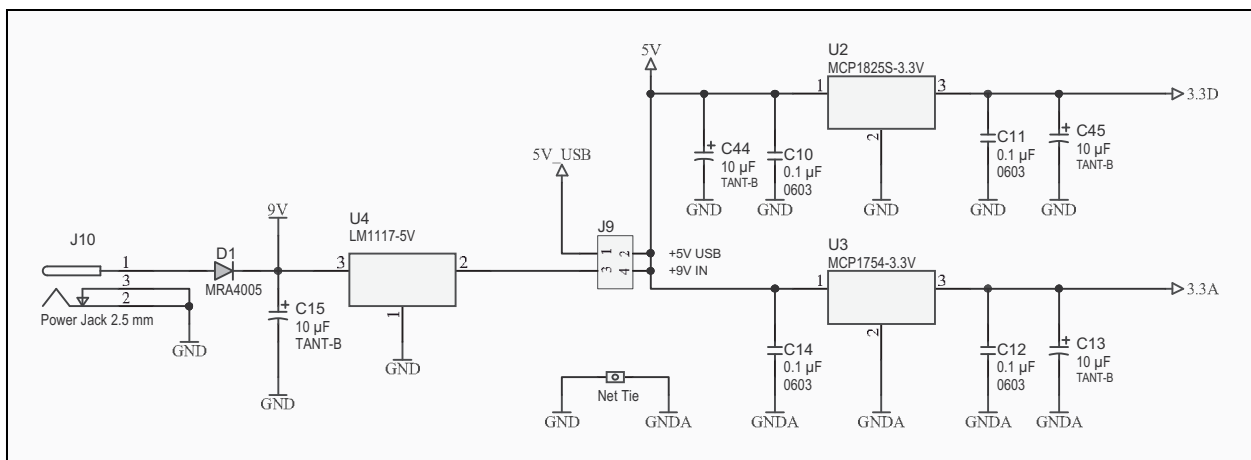 J10
1
3
2
Power Jack 2.5 mm
GND
D1
MRA4005
9V
C15
+
10 µF
TANT-B
GND
U4
LM1117-5V
3
2
1
GND
5V_USB
J9
1
2
3
4
+5V USB
+9V IN
GND
Net Tie
GNDA
5V
C44
+
10 µF
TANT-B
GND
C10
0.1 µF
0603
GND
U2
MCP1825S-3.3V
1
3
2
GND
C11
0.1 µF
0603
GND
C45
+
10 µF
TANT-B
GND
3.3D
C14
0.1 µF
0603
GNDA
U3
MCP1754-3.3V
1
3
2
GNDA
C12
0.1 µF
0603
GNDA
C13
+
10 µF
TANT-B
GNDA
3.3A